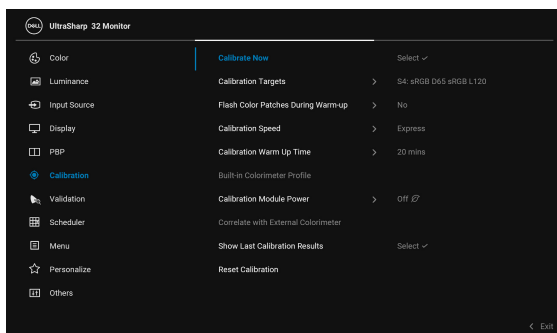 DELL UltraSharp 32 Monitor
Color Calibrate Now Select
Luminance Calibration Targets S4: sRGB D65 sRGB L120
Input Source Flash Color Patches During Warm-up No
Display Calibration Speed Express
PBP Calibration Warm Up Time 20 mins
Calibration Built-in Colorimeter Profile
Validation Calibration Module Power Off
Scheduler Correlate with External Colorimeter
Menu Show Last Calibration Results Select
Personalize Reset Calibration
Others
Exit